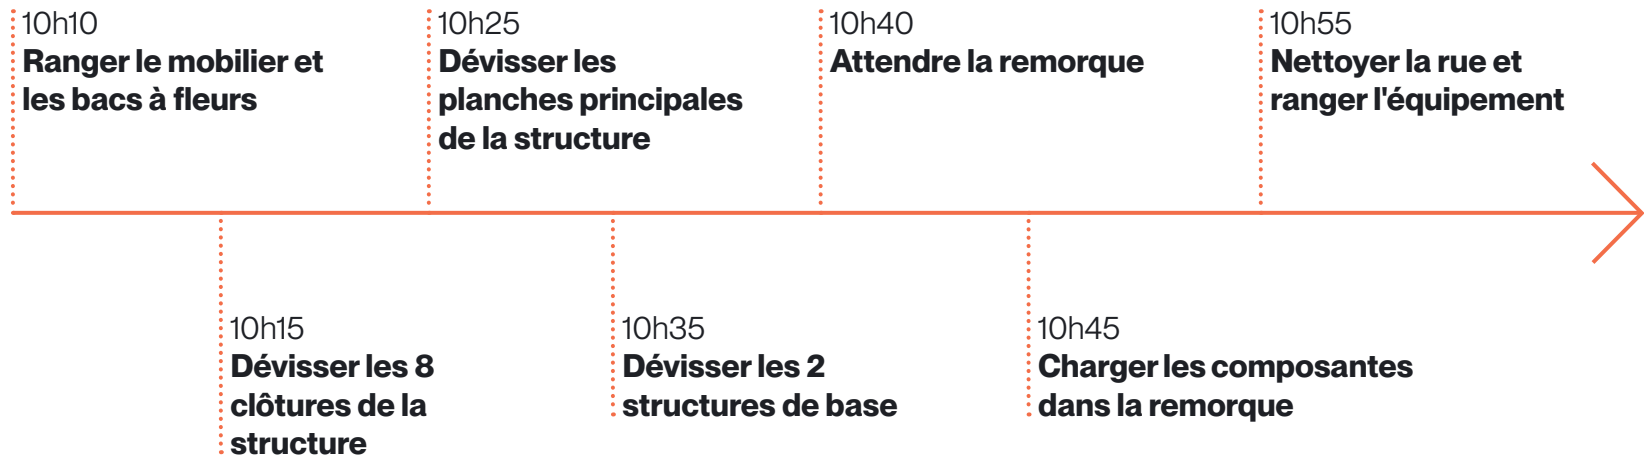 10h10
Ranger le mobilier et
les bacs à fleurs
10h15
Dévisser les 8
clôtures de la
structure
10h25
Dévisser les
planches principales
de la structure
10h35
Dévisser les 2
structures de base
10h40
Attendre la remorque
10h45
Charger les composantes
dans la remorque
10h55
Nettoyer la rue et
ranger l'équipement